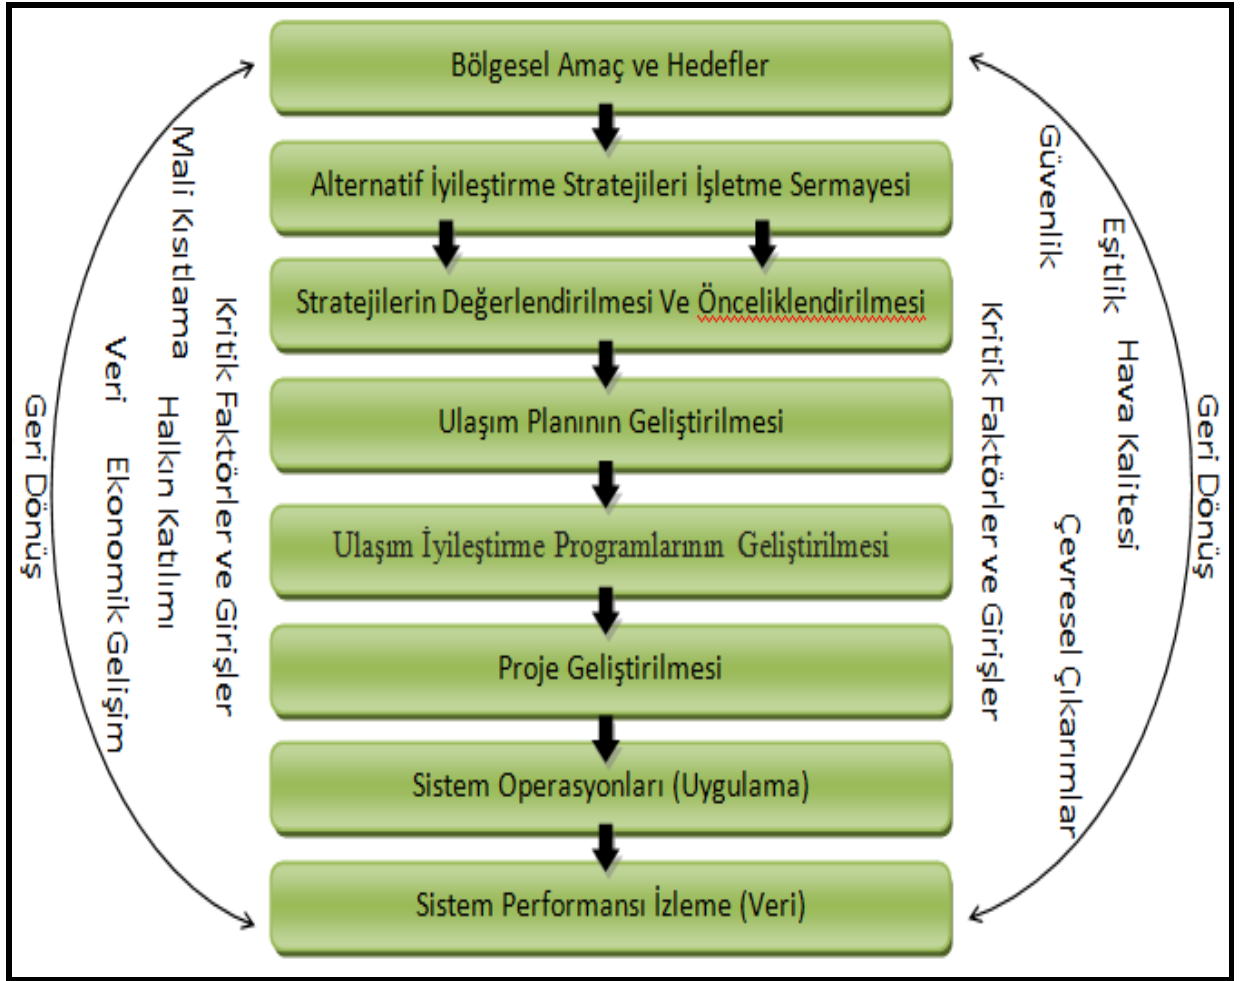 Bölgesel Amaç ve Hedefler
Alternatif İyileştirme Stratejileri İşletme Sermayesi
Stratejilerin Değerlendirilmesi Ve Önceliklendirilmesi
Ulaşım Planının Geliştirilmesi
Ulaşım İyileştirme Programlarının Geliştirilmesi
Proje Geliştirilmesi
Sistem Operasyonları (Uygulama)
Sistem Performansı İzleme (Veri)
Geri Dönüş
Veri
Ekonomik Gelişim
Mali Kısıtlama
Halkın Katılımı
Kritik Faktörler ve Girişler
Kritik Faktörler ve Girişler
Güvenlik
Eşitlik
Hava Kalitesi
Çevresel Çıkarımlar
Geri Dönüş